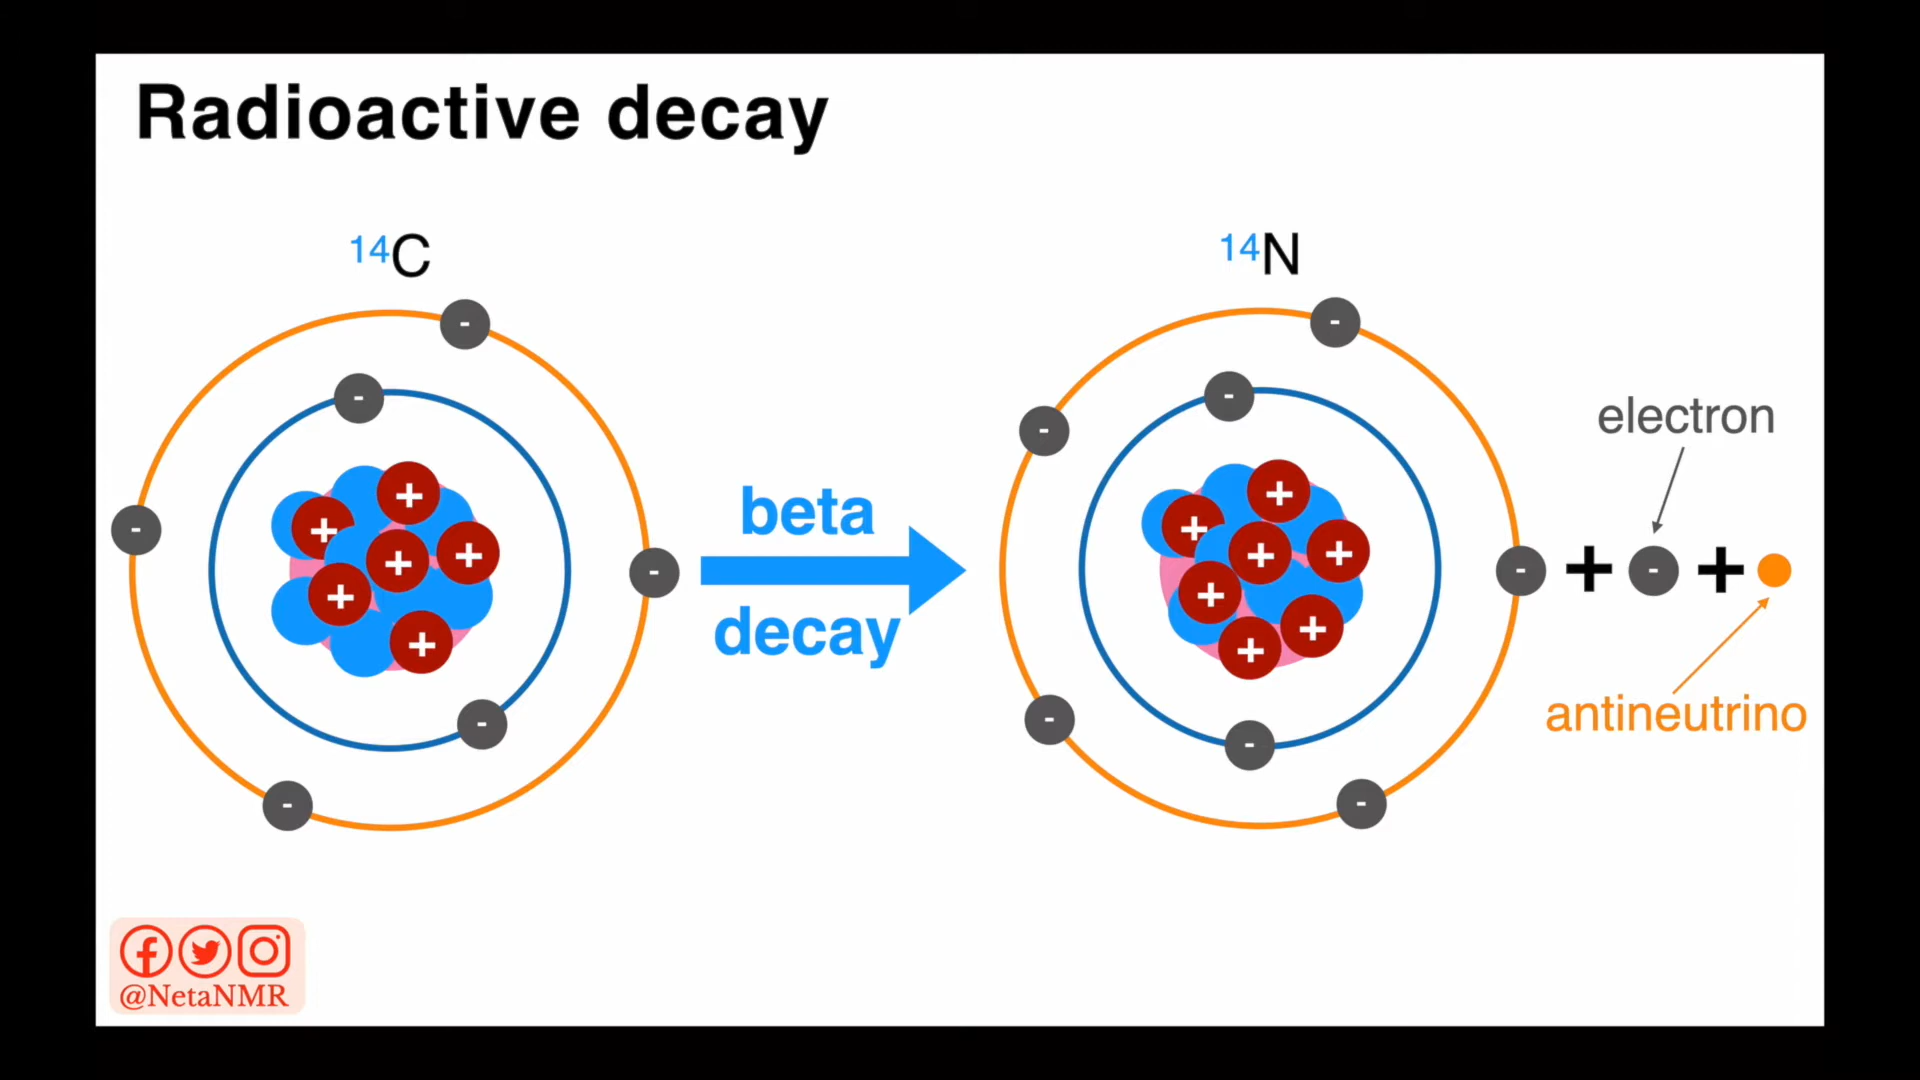 Radioactive decay
14C
14N
beta
decay
electron
antineutrino
+ +
@NetaNMR